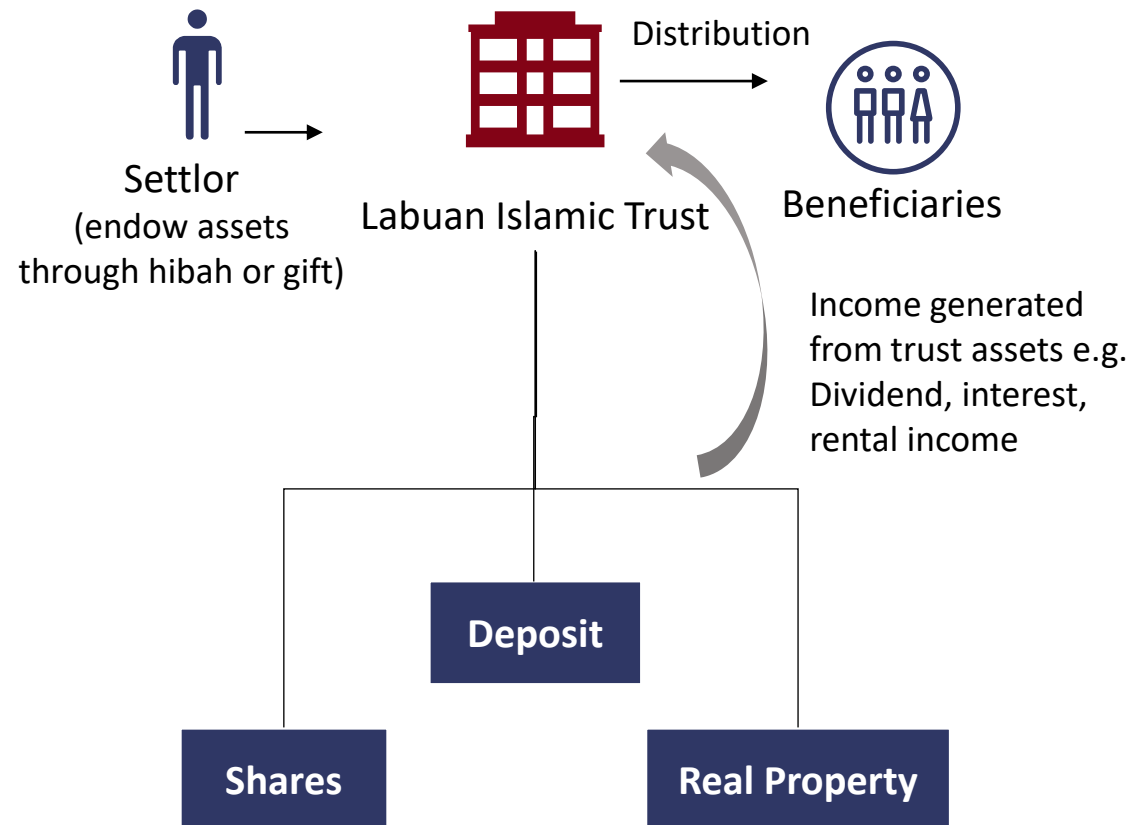 Distribution
Settlor
(endow assets
through hibah or gift)
Labuan Islamic Trust
Beneficiaries
Income generated
from trust assets e.g.
Dividend, interest,
rental income
Deposit
Shares
Real Property